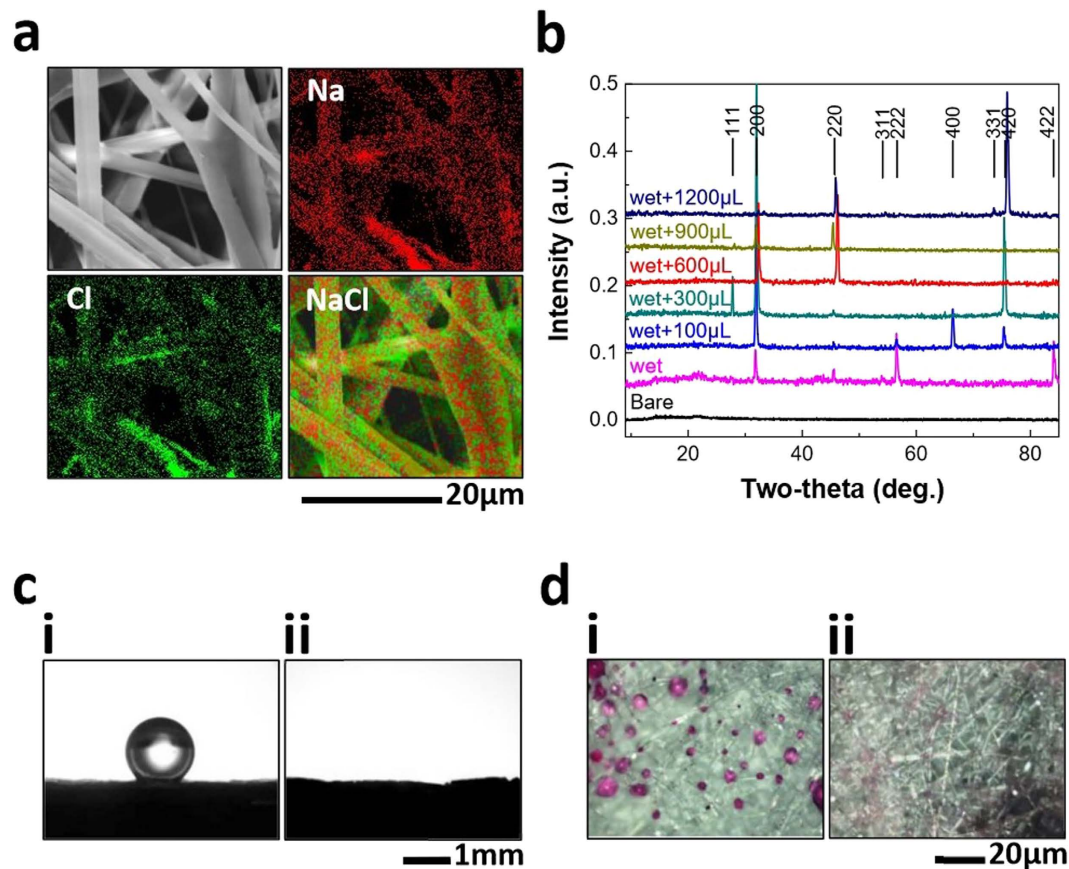 a
Na
Cl
NaCl
20μm
b
0.5
0.4
0.3
0.2
0.1
0.0
Intensity (a.u.)
111
200
220
311
222
400
331
420
422
wet+1200μL
wet+900μL
wet+600μL
wet+300μL
wet+100μL
wet
Bare
20 40 60 80
Two-theta (deg.)
c
i ii
1mm
d
i ii
20μm